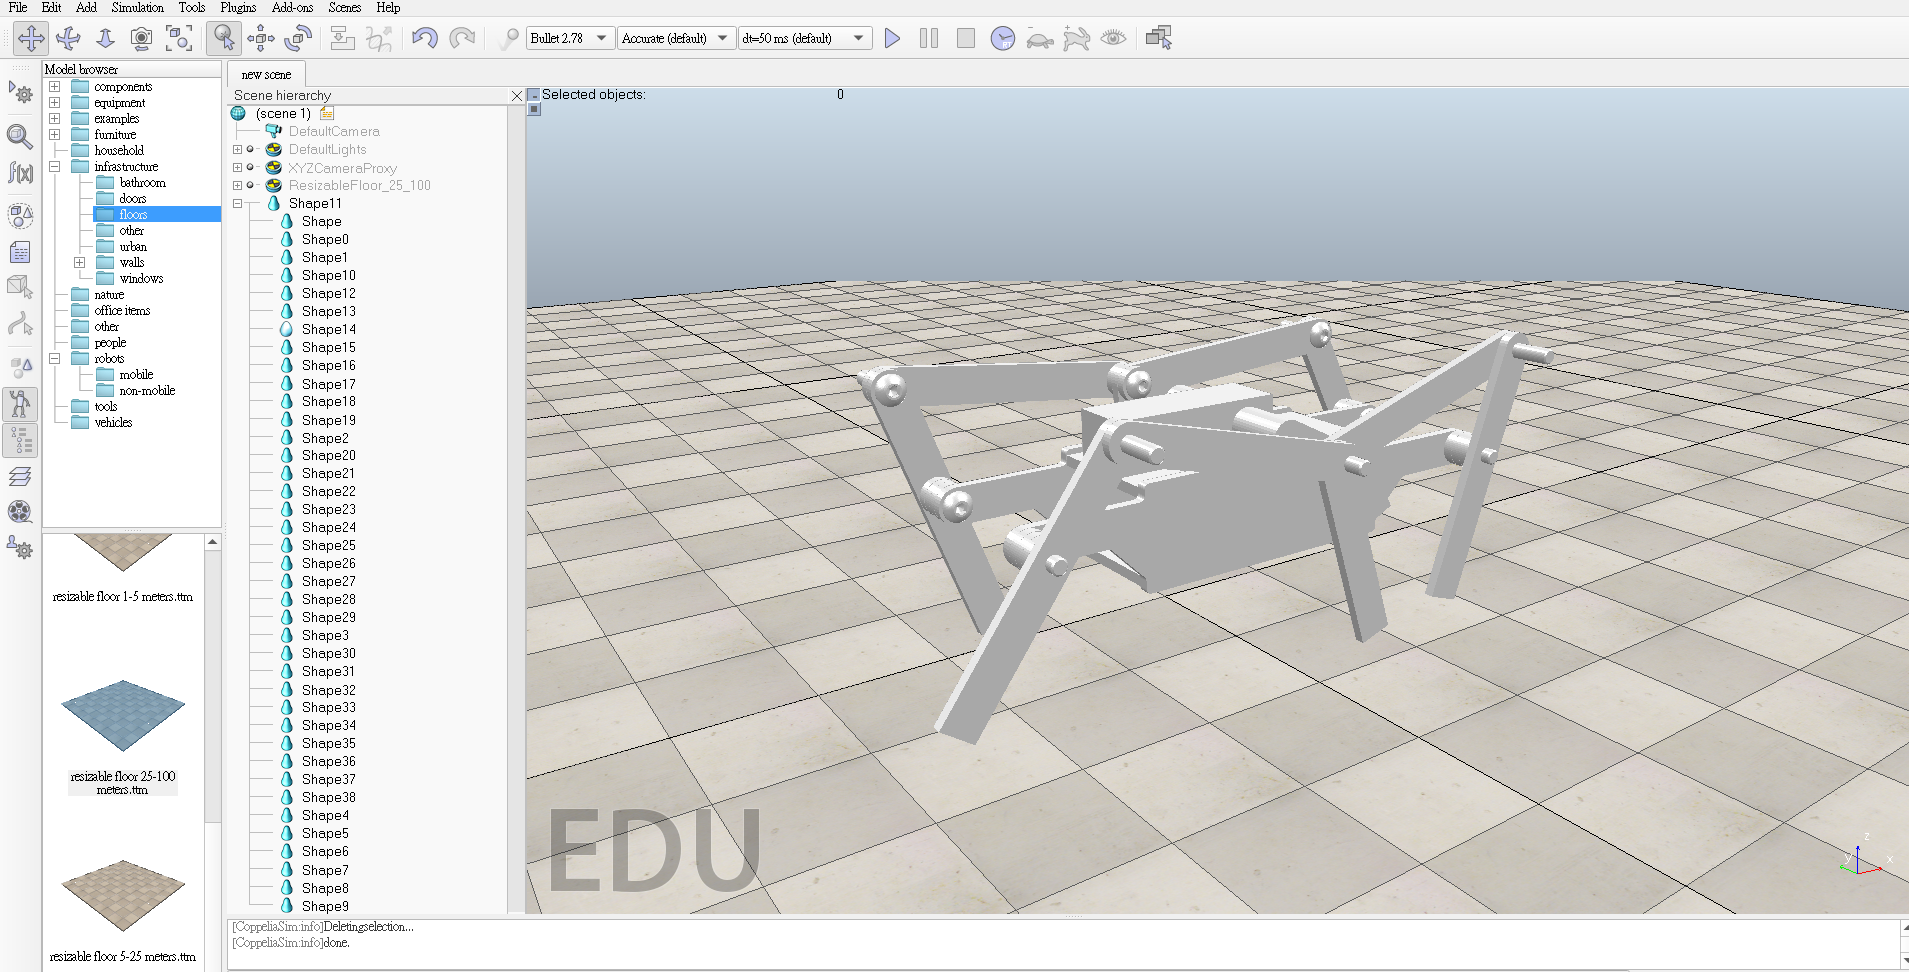 File Edit Add Simulation Tools Plugins Add-ons Scenes Help
Bullet 2.78 Accurate (default) dt=50 ms (default)
Model browser
components
equipment
examples
furniture
household
infrastructure
bathroom
doors
floors
other
urban
walls
windows
nature
office items
other
people
robots
mobile
non-mobile
tools
vehicles
resizable floor 1-5 meters.ttm
resizable floor 25-100
meters.ttm
resizable floor 5-25 meters.ttm
new scene
Scene hierarchy
(scene 1)
DefaultCamera
DefaultLights
XYZCameraProxy
ResizableFloor_25_100
Shape11
Shape
Shape0
Shape1
Shape10
Shape12
Shape13
Shape14
Shape15
Shape16
Shape17
Shape18
Shape19
Shape2
Shape20
Shape21
Shape22
Shape23
Shape24
Shape25
Shape26
Shape27
Shape28
Shape29
Shape3
Shape30
Shape31
Shape32
Shape33
Shape34
Shape35
Shape36
Shape37
Shape38
Shape4
Shape5
Shape6
Shape7
Shape8
Shape9
Selected objects: 0
EDU
z
y
x
[CoppeliaSim:info]Deletingselection...
[CoppeliaSim:info]done.